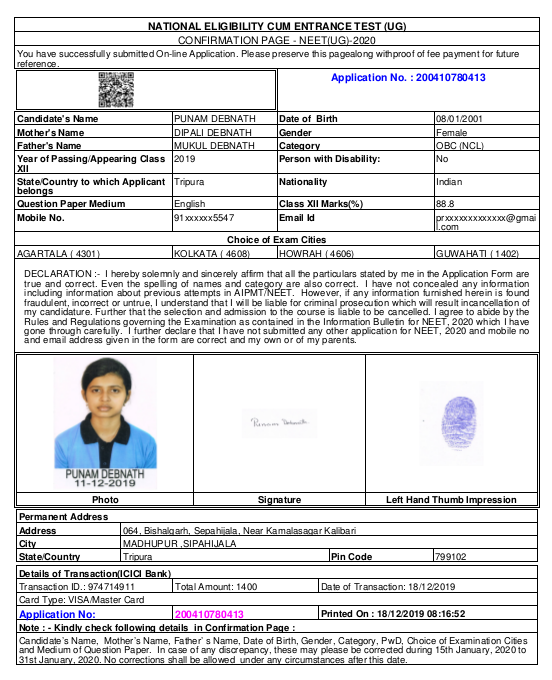 NATIONAL ELIGIBILITY CUM ENTRANCE TEST (UG)
CONFIRMATION PAGE - NEET(UG)-2020
You have successfully submitted On-line Application. Please preserve this pagealong withproof of fee payment for future
reference.
Application No. : 200410780413
Candidate's Name PUNAM DEBNATH Date of Birth 08/01/2001
Mother's Name DIPALI DEBNATH Gender Female
Father's Name MUKUL DEBNATH Category OBC (NCL)
Year of Passing/Appearing Class XII 2019 Person with Disability: No
State/Country to which Applicant belongs Tripura Nationality Indian
Question Paper Medium English Class XII Marks(%) 88.8
Mobile No. 91xxxxxx5547 Email Id prxxxxxxxxxxxxx@gmai
l.com
Choice of Exam Cities
AGARTALA ( 4301) KOLKATA ( 4608) HOWRAH ( 4606) GUWAHATI ( 1402)
DECLARATION :- I hereby solemnly and sincerely affirm that all the particulars stated by me in the Application Form are
true and correct. Even the spelling of names and category are also correct. I have not concealed any information
including information about previous attempts in AIPMT/NEET. However, if any information furnished herein is found
fraudulent, incorrect or untrue, I understand that I will be liable for criminal prosecution which will result incancellation of
my candidature. Further that the selection and admission to the course is liable to be cancelled. I agree to abide by the
Rules and Regulations governing the Examination as contained in the Information Bulletin for NEET, 2020 which I have
gone through carefully. I further declare that I have not submitted any other application for NEET, 2020 and mobile no
and email address given in the form are correct and my own or of my parents.
PUNAM DEBNATH
11-12-2019
Punam Debnath
Photo Signature Left Hand Thumb Impression
Permanent Address
Address 064, Bishalgarh, Sepahijala, Near Kamalasagar Kalibari
City MADHUPUR ,SIPAHIJALA
State/Country Tripura Pin Code 799102
Details of Transaction(ICICI Bank)
Transaction ID.: 974714911 Total Amount: 1400 Date of Transaction: 18/12/2019
Card Type: VISA/Master Card
Application No: 200410780413 Printed On : 18/12/2019 08:16:52
Note : - Kindly check following details in Confirmation Page :
Candidate's Name, Mother's Name, Father' s Name, Date of Birth, Gender, Category, PwD, Choice of Examination Cities
and Medium of Question Paper. In case of any discrepancy, these may please be corrected during 15th January, 2020 to
31st January, 2020. No corrections shall be allowed under any circumstances after this date.